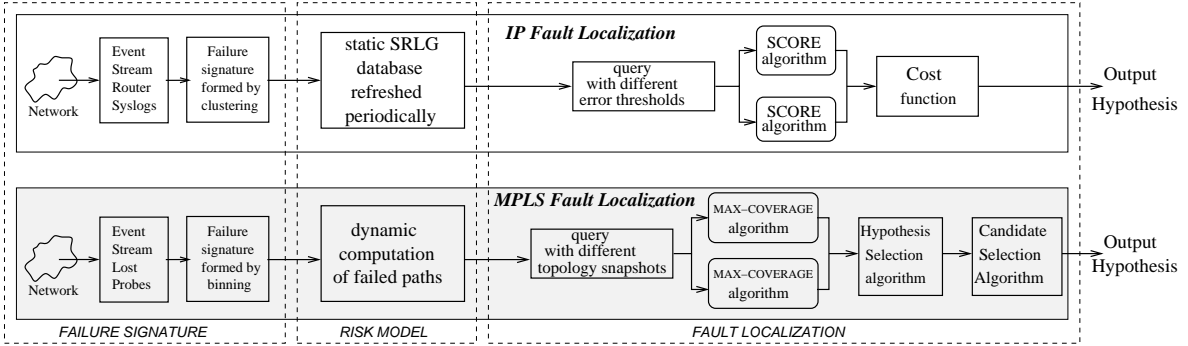 IP Fault Localization
Network
Event
Stream
Router
Syslogs
Failure
signature
formed by
clustering
static SRLG
database
refreshed
periodically
query
with different
error thresholds
SCORE
algorithm
SCORE
algorithm
Cost
function
Output
Hypothesis
MPLS Fault Localization
Network
Event
Stream
Lost
Probes
Failure
signature
formed by
binning
dynamic
computation
of failed paths
query
with different
topology snapshots
MAX-COVERAGE
algorithm
MAX-COVERAGE
algorithm
Hypothesis
Selection
algorithm
Candidate
Selection
Algorithm
Output
Hypothesis
FAILURE SIGNATURE
RISK MODEL
FAULT LOCALIZATION